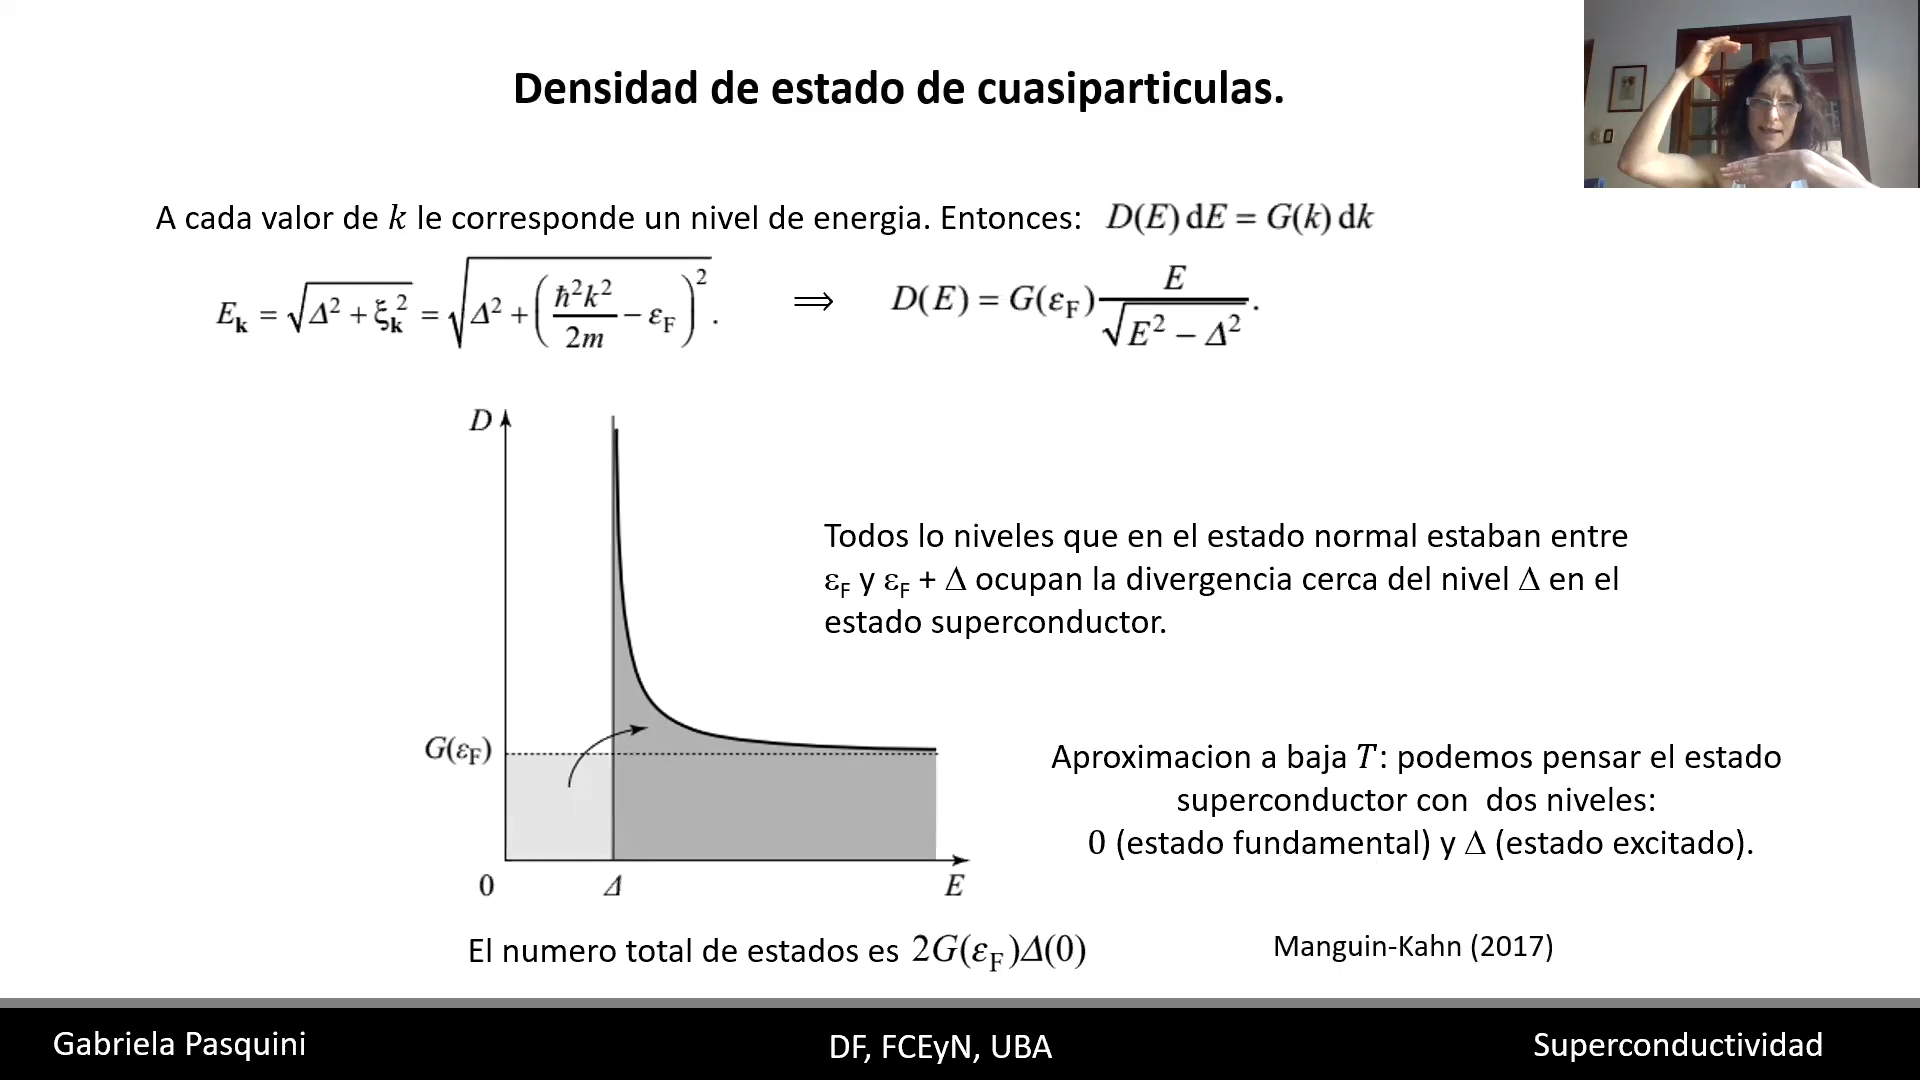 Densidad de estado de cuasiparticulas.
A cada valor de k le corresponde un nivel de energia. Entonces: D(E) dE = G(k) dk
E_k = √(Δ² + ξ_k²) = √(Δ² + (ħ²k²/2m − ε_F)²). ⟹ D(E) = G(ε_F) E/√(E² − Δ²).
D
Todos lo niveles que en el estado normal estaban entre
ε_F y ε_F + Δ ocupan la divergencia cerca del nivel Δ en el
estado superconductor.
G(ε_F)
Aproximacion a baja T: podemos pensar el estado
superconductor con dos niveles:
0 (estado fundamental) y Δ (estado excitado).
0 Δ E
El numero total de estados es 2G(ε_F)Δ(0)
Manguin-Kahn (2017)
Gabriela Pasquini
DF, FCEyN, UBA
Superconductividad